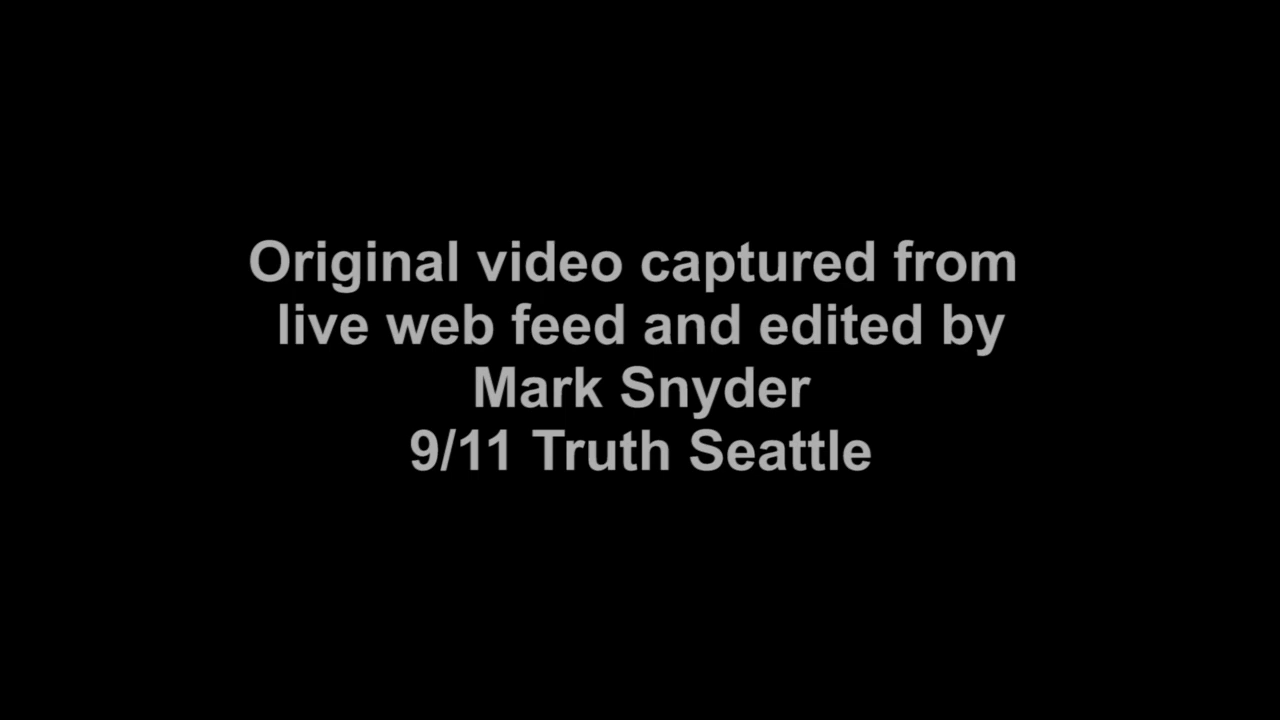 Original video captured from
live web feed and edited by
Mark Snyder
9/11 Truth Seattle